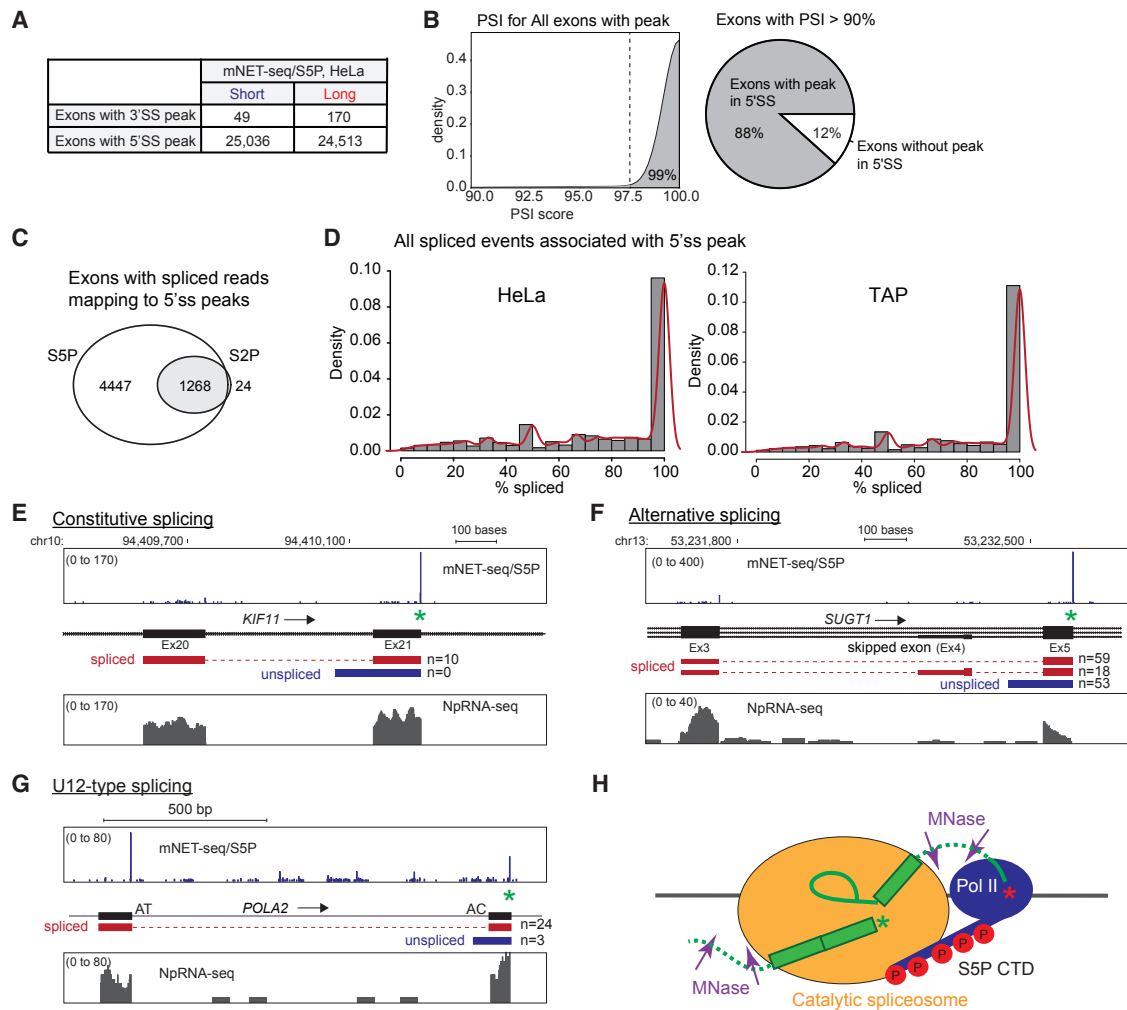 A
mNET-seq/S5P, HeLa
Short Long
Exons with 3'SS peak 49 170
Exons with 5'SS peak 25,036 24,513
B
PSI for All exons with peak
density
0.4
0.3
0.2
0.1
0.0
99%
90.0 92.5 95.0 97.5 100.0
PSI score
Exons with PSI > 90%
Exons with peak
in 5'SS
88%
12%
Exons without peak
in 5'SS
C
Exons with spliced reads
mapping to 5'ss peaks
S5P S2P
4447 1268 24
D
All spliced events associated with 5'ss peak
HeLa
Density
0.10
0.08
0.06
0.04
0.02
0.00
0 20 40 60 80 100
% spliced
TAP
Density
0.12
0.10
0.08
0.06
0.04
0.02
0.00
0 20 40 60 80 100
% spliced
E
Constitutive splicing
100 bases
chr10: 94,409,700 94,410,100
(0 to 170)
mNET-seq/S5P
*
KIF11
Ex20 Ex21
spliced n=10
unspliced n=0
(0 to 170) NpRNA-seq
F
Alternative splicing
100 bases
chr13: 53,231,800 53,232,500
(0 to 400) mNET-seq/S5P
*
SUGT1
Ex3 skipped exon (Ex4) Ex5
spliced n=59
n=18
unspliced n=53
(0 to 40) NpRNA-seq
G
U12-type splicing
500 bp
(0 to 80)
mNET-seq/S5P
*
AT POLA2 AC
spliced n=24
unspliced n=3
(0 to 80) NpRNA-seq
H
MNase
Pol II
*
*
P P P P P
S5P CTD
MNase
Catalytic spliceosome